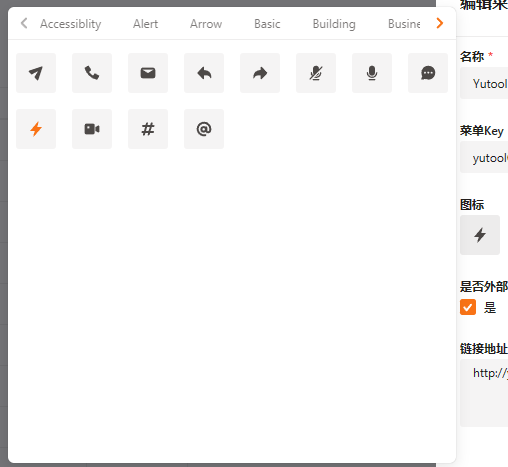 Accessiblity Alert Arrow Basic Building Busine
编辑菜
名称 *
Yutool
菜单Key
yutool
图标
是否外部
是
链接地址
http://y